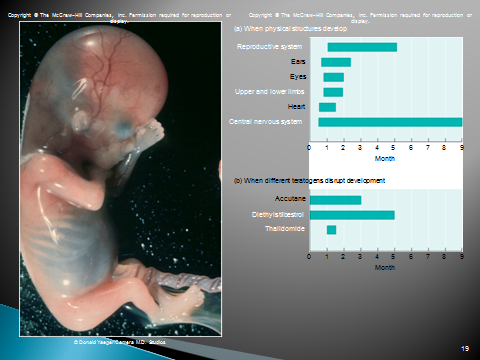 Copyright © The McGraw-Hill Companies, Inc. Permission required for reproduction or
display.
Copyright © The McGraw-Hill Companies, Inc. Permission required for reproduction or
display.
(a) When physical structures develop
Reproductive system
Ears
Eyes
Upper and lower limbs
Heart
Central nervous system
0 1 2 3 4 5 6 7 8 9
Month
(b) When different teratogens disrupt development
Accutane
Diethylstilbestrol
Thalidomide
0 1 2 3 4 5 6 7 8 9
Month
© Donald Yaeger/Camera M.D. Studios
19